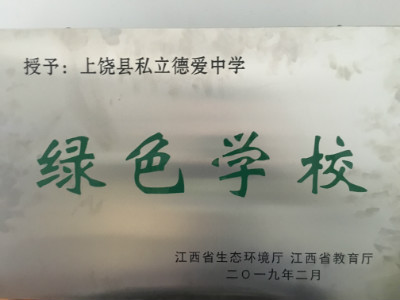 授予：上饶县私立德爱中学
绿色学校
江西省生态环境厅 江西省教育厅
二〇一九年二月